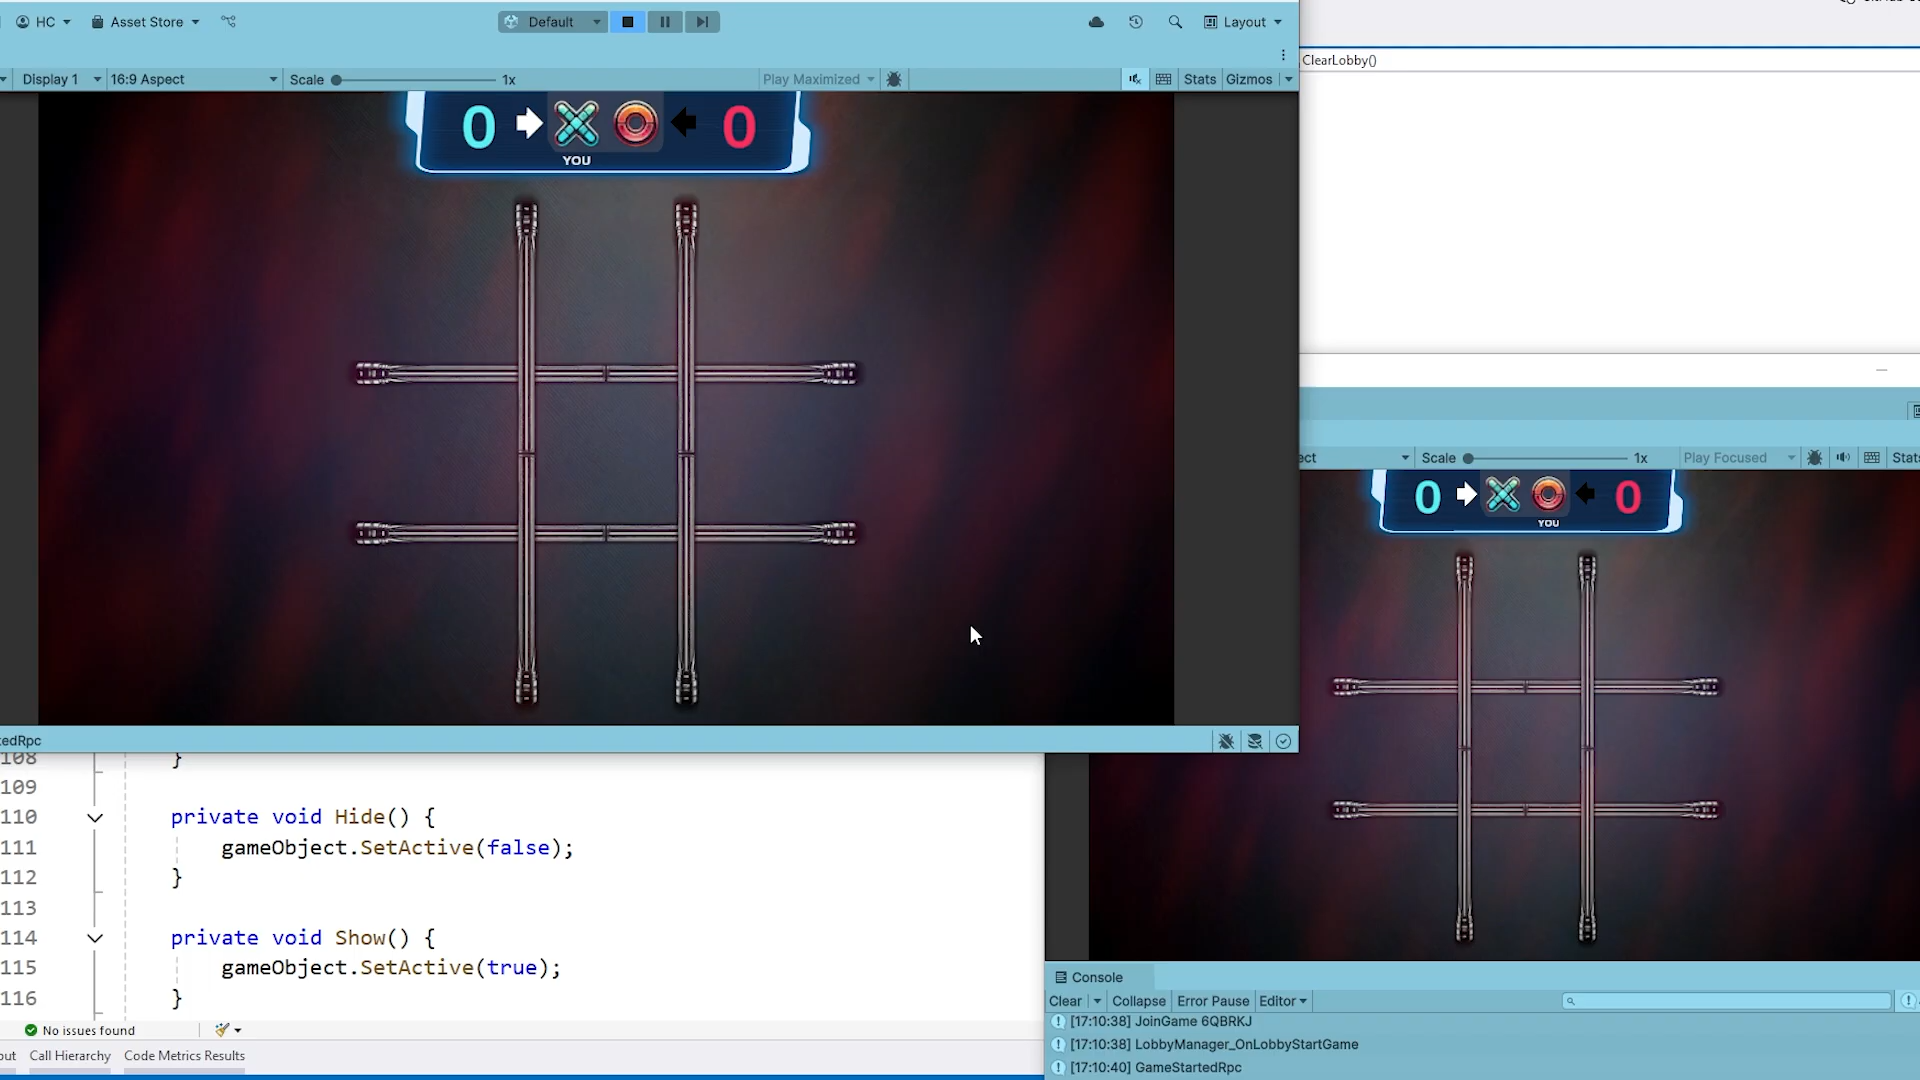 HC Asset Store Default Layout
Display 1 16:9 Aspect Scale 1x Play Maximized Stats Gizmos
ClearLobby()
0 0
YOU
Scale 1x Play Focused Stats
0 0
YOU
108 }
109
110 private void Hide() {
111 gameObject.SetActive(false);
112 }
113
114 private void Show() {
115 gameObject.SetActive(true);
116 }
No issues found
Call Hierarchy Code Metrics Results
Console
Clear Collapse Error Pause Editor
[17:10:38] JoinGame 6QBRKJ
[17:10:38] LobbyManager_OnLobbyStartGame
[17:10:40] GameStartedRpc